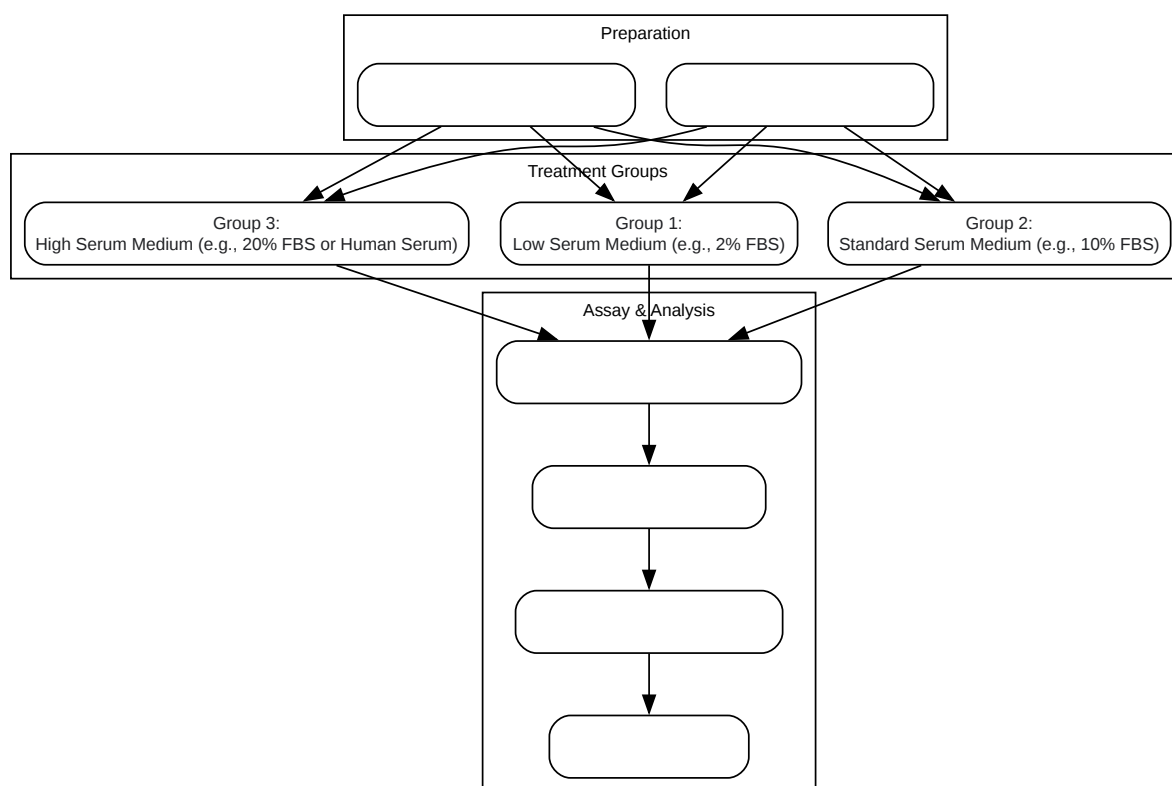 Preparation
Treatment Groups
Group 3:
High Serum Medium (e.g., 20% FBS or Human Serum)
Group 1:
Low Serum Medium (e.g., 2% FBS)
Group 2:
Standard Serum Medium (e.g., 10% FBS)
Assay & Analysis